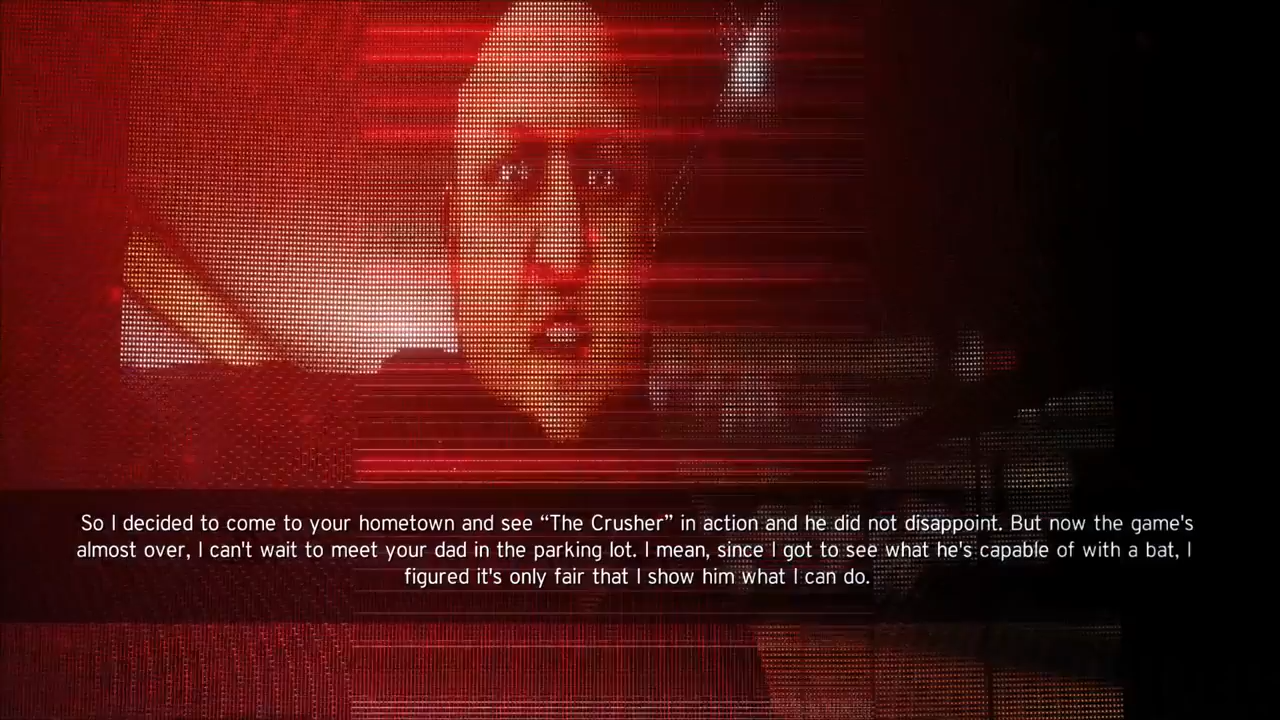 So I decided to come to your hometown and see “The Crusher” in action and he did not disappoint. But now the game's
almost over, I can't wait to meet your dad in the parking lot. I mean, since I got to see what he's capable of with a bat, I
figured it's only fair that I show him what I can do.